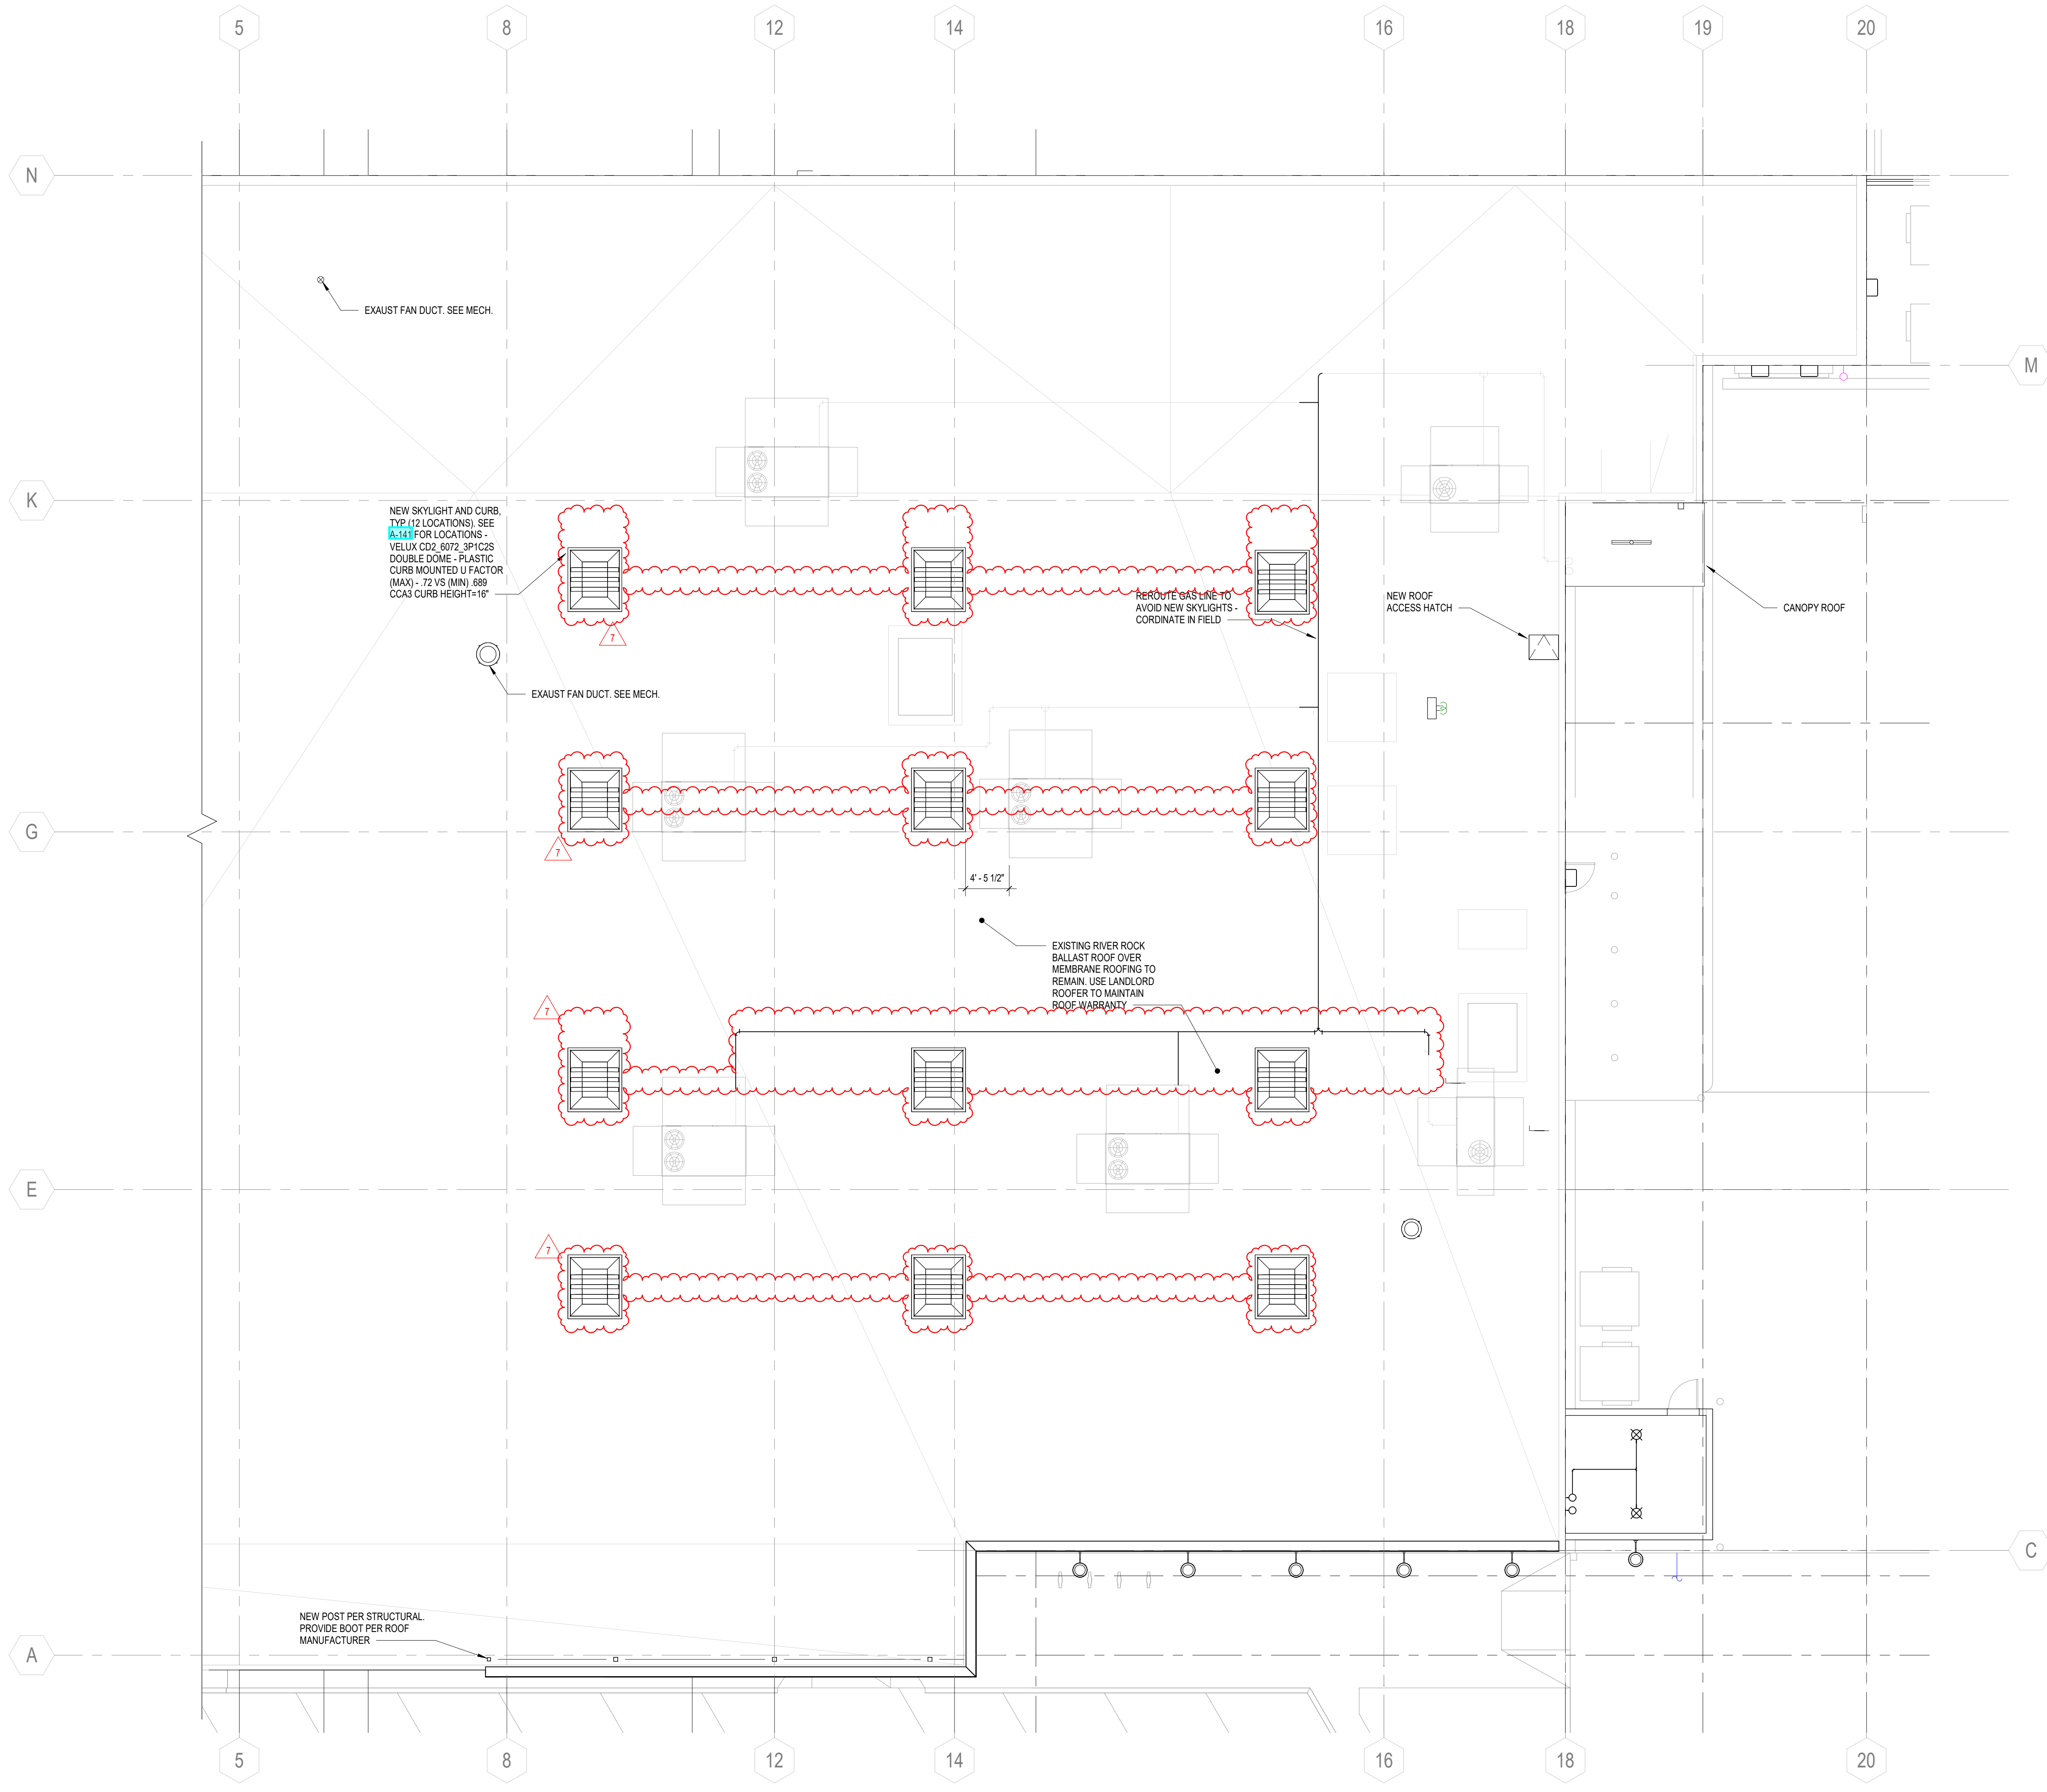 5 8 12 14 16 18 19 20
N
EXAUST FAN DUCT. SEE MECH.
M
K
NEW SKYLIGHT AND CURB,
TYP (12 LOCATIONS). SEE
A-141 FOR LOCATIONS -
VELUX CD2_6072_3P1C2S
DOUBLE DOME - PLASTIC
CURB MOUNTED U FACTOR
(MAX) - .72 VS (MIN) .689
CCA3 CURB HEIGHT=16"
REROUTE GAS LINE TO
AVOID NEW SKYLIGHTS -
CORDINATE IN FIELD
NEW ROOF
ACCESS HATCH
CANOPY ROOF
7
EXAUST FAN DUCT. SEE MECH.
G
7
4' - 5 1/2"
EXISTING RIVER ROCK
BALLAST ROOF OVER
MEMBRANE ROOFING TO
REMAIN. USE LANDLORD
ROOFER TO MAINTAIN
ROOF WARRANTY
7
E
7
C
NEW POST PER STRUCTURAL.
PROVIDE BOOT PER ROOF
MANUFACTURER
A
5 8 12 14 16 18 20